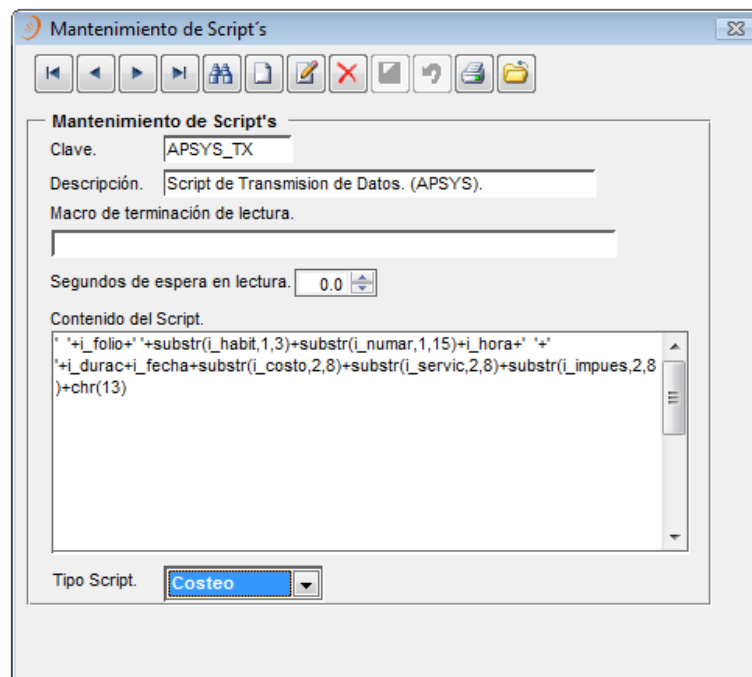 Mantenimiento de Script´s
Mantenimiento de Script's
Clave. APSYS_TX
Descripción. Script de Transmision de Datos. (APSYS).
Macro de terminación de lectura.
Segundos de espera en lectura. 0.0
Contenido del Script.
' '+i_folio+' '+substr(i_habit,1,3)+substr(i_numar,1,15)+i_hora+' '+'
'+i_durac+i_fecha+substr(i_costo,2,8)+substr(i_servic,2,8)+substr(i_impues,2,8
)+chr(13)
Tipo Script. Costeo